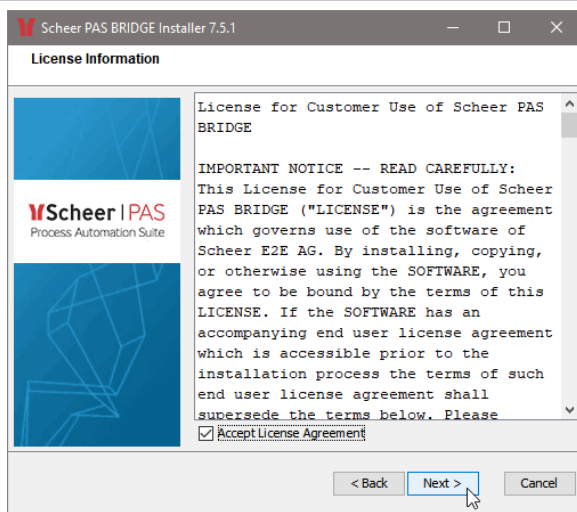 Scheer PAS BRIDGE Installer 7.5.1
License Information
Scheer PAS
Process Automation Suite
License for Customer Use of Scheer PAS
BRIDGE
IMPORTANT NOTICE -- READ CAREFULLY:
This License for Customer Use of Scheer
PAS BRIDGE ("LICENSE") is the agreement
which governs use of the software of
Scheer E2E AG. By installing, copying,
or otherwise using the SOFTWARE, you
agree to be bound by the terms of this
LICENSE. If the SOFTWARE has an
accompanying end user license agreement
which is accessible prior to the
installation process the terms of such
end user license agreement shall
supersede the terms below. Please
Accept License Agreement
< Back Next > Cancel